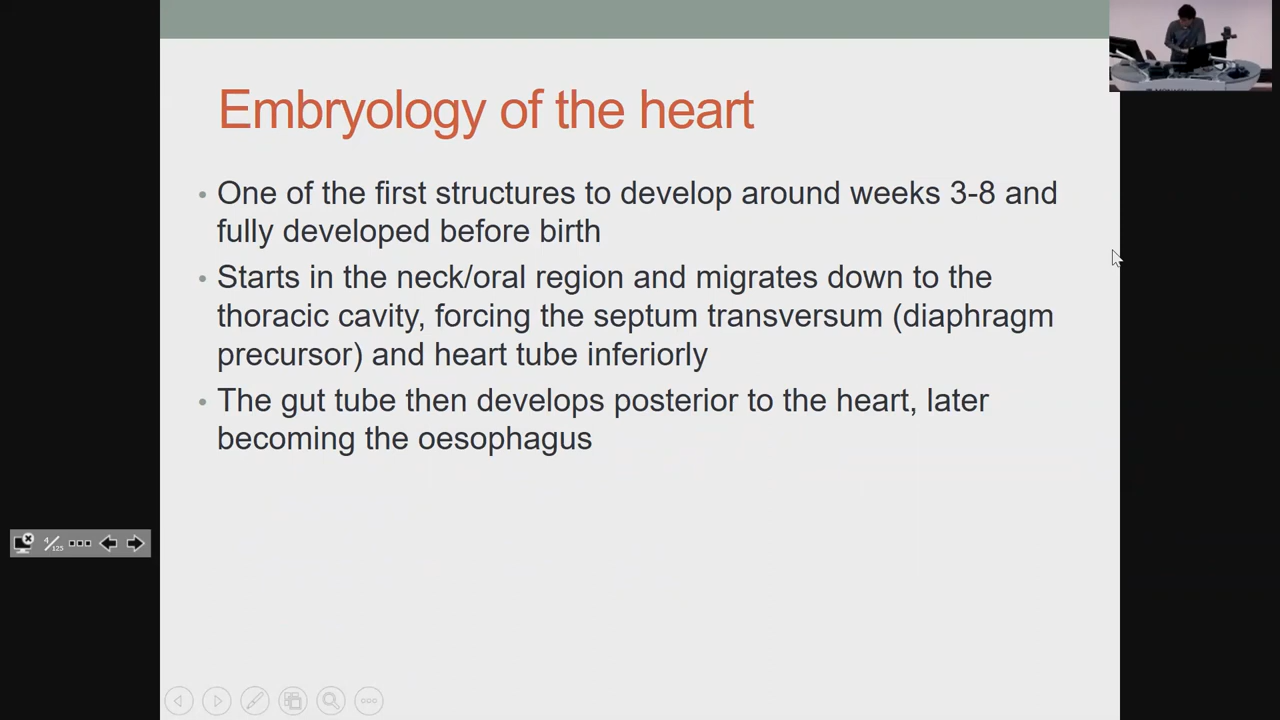 Embryology of the heart
• One of the first structures to develop around weeks 3-8 and
fully developed before birth
• Starts in the neck/oral region and migrates down to the
thoracic cavity, forcing the septum transversum (diaphragm
precursor) and heart tube inferiorly
• The gut tube then develops posterior to the heart, later
becoming the oesophagus
4/125